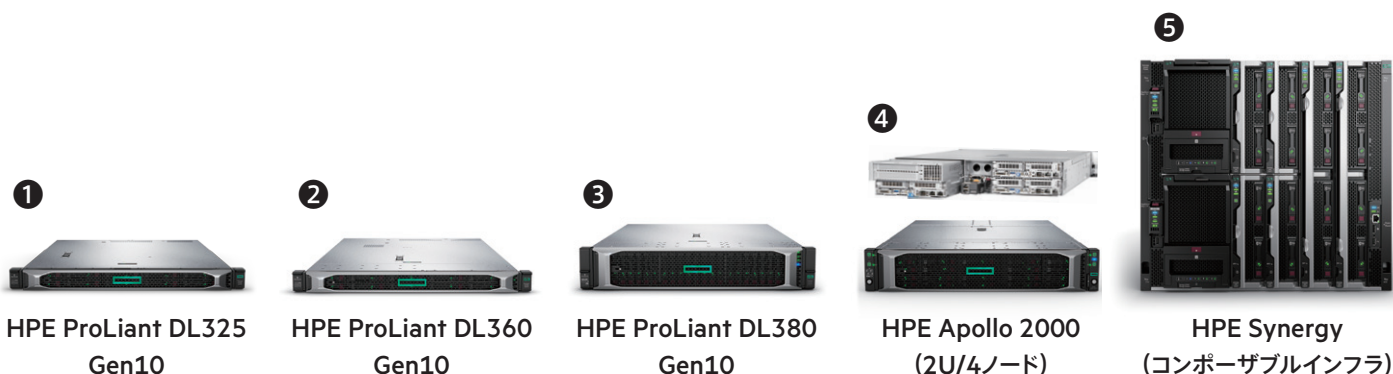 ❶
HPE ProLiant DL325
Gen10
❷
HPE ProLiant DL360
Gen10
❸
HPE ProLiant DL380
Gen10
❹
HPE Apollo 2000
(2U/4ノード)
❺
HPE Synergy
(コンポーザブルインフラ)